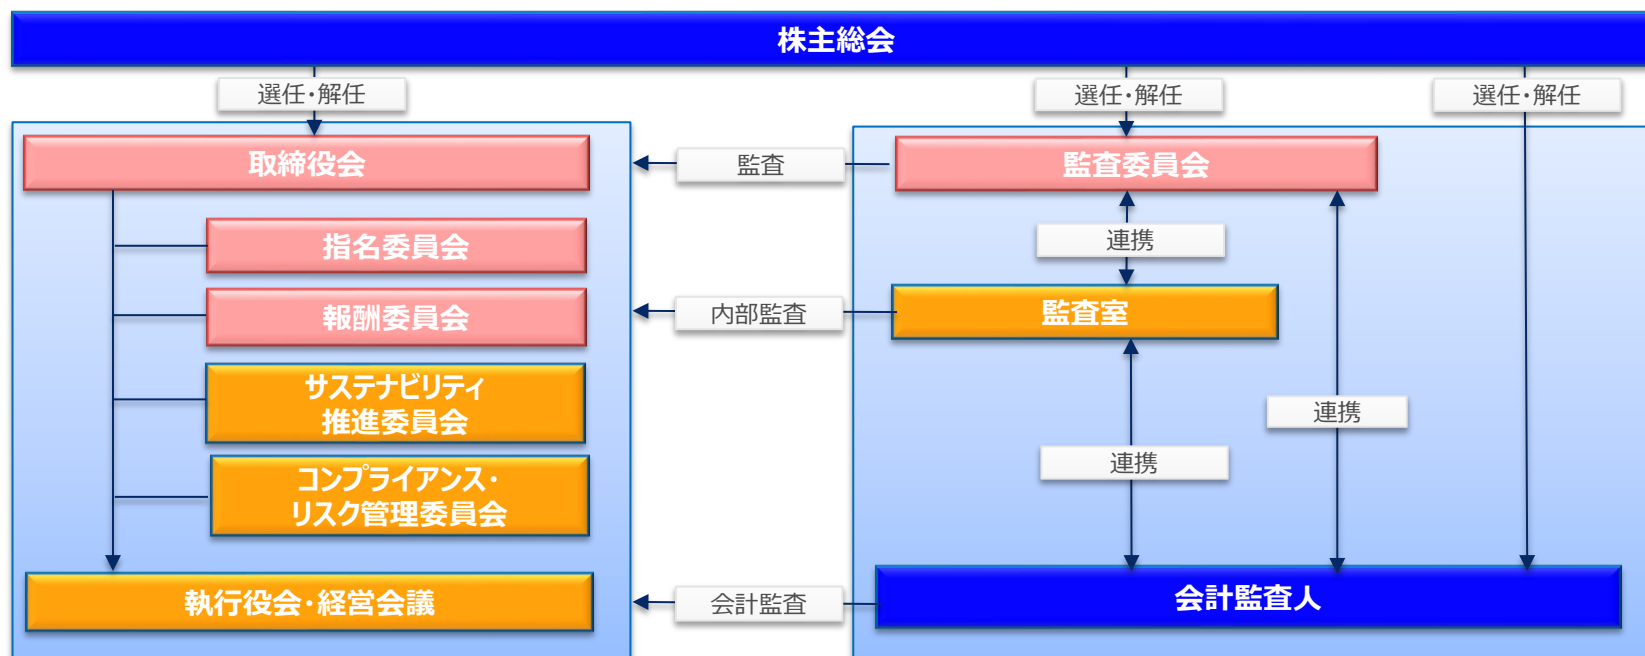 株主総会
選任・解任
選任・解任
選任・解任
取締役会
監査
監査委員会
指名委員会
連携
報酬委員会
内部監査
監査室
サステナビリティ
推進委員会
連携
連携
コンプライアンス・
リスク管理委員会
執行役会・経営会議
会計監査
会計監査人